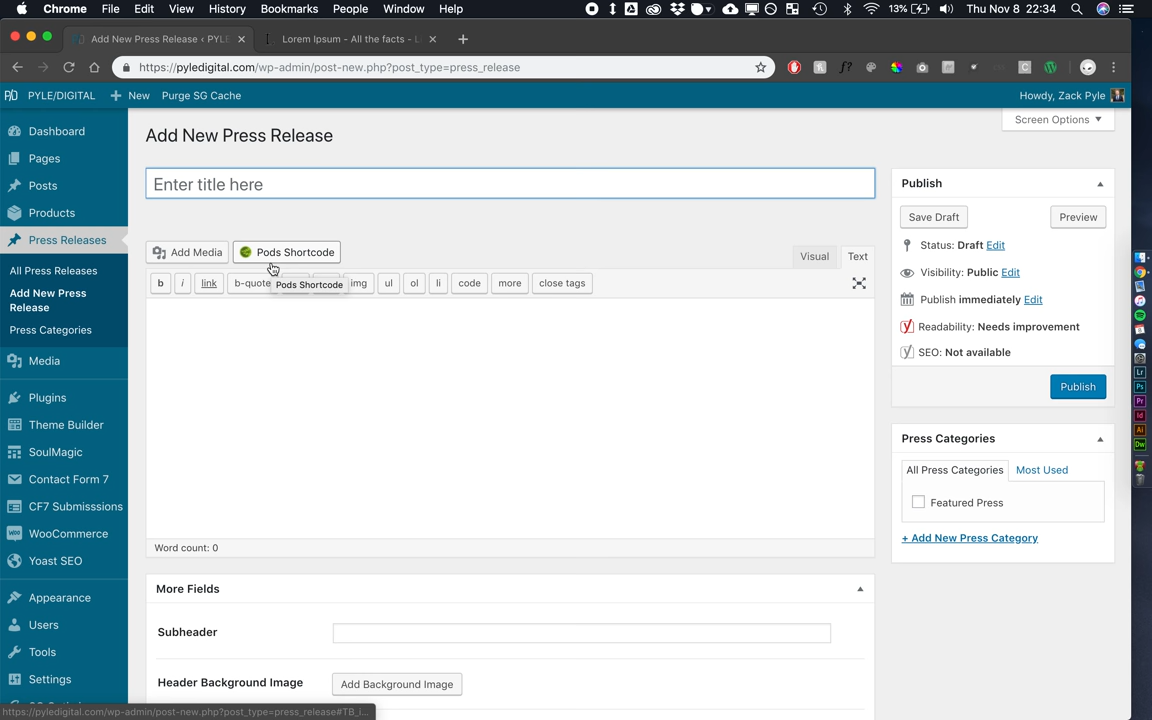 Chrome File Edit View History Bookmarks People Window Help 13% Thu Nov 8 22:34
Add New Press Release ‹ PYLE
Lorem Ipsum - All the facts - L
https://pyledigital.com/wp-admin/post-new.php?post_type=press_release
PYLE/DIGITAL New Purge SG Cache Howdy, Zack Pyle
Dashboard
Pages
Posts
Products
Press Releases
All Press Releases
Add New Press
Release
Press Categories
Media
Plugins
Theme Builder
SoulMagic
Contact Form 7
CF7 Submisssions
WooCommerce
Yoast SEO
Appearance
Users
Tools
Settings
Screen Options
Add New Press Release
Enter title here
Add Media Pods Shortcode
Visual Text
b i link b-quote img ul ol li code more close tags
Pods Shortcode
Word count: 0
More Fields
Subheader
Header Background Image Add Background Image
Publish
Save Draft Preview
Status: Draft Edit
Visibility: Public Edit
Publish immediately Edit
Readability: Needs improvement
SEO: Not available
Publish
Press Categories
All Press Categories Most Used
Featured Press
+ Add New Press Category
https://pyledigital.com/wp-admin/post-new.php?post_type=press_release#TB_i...